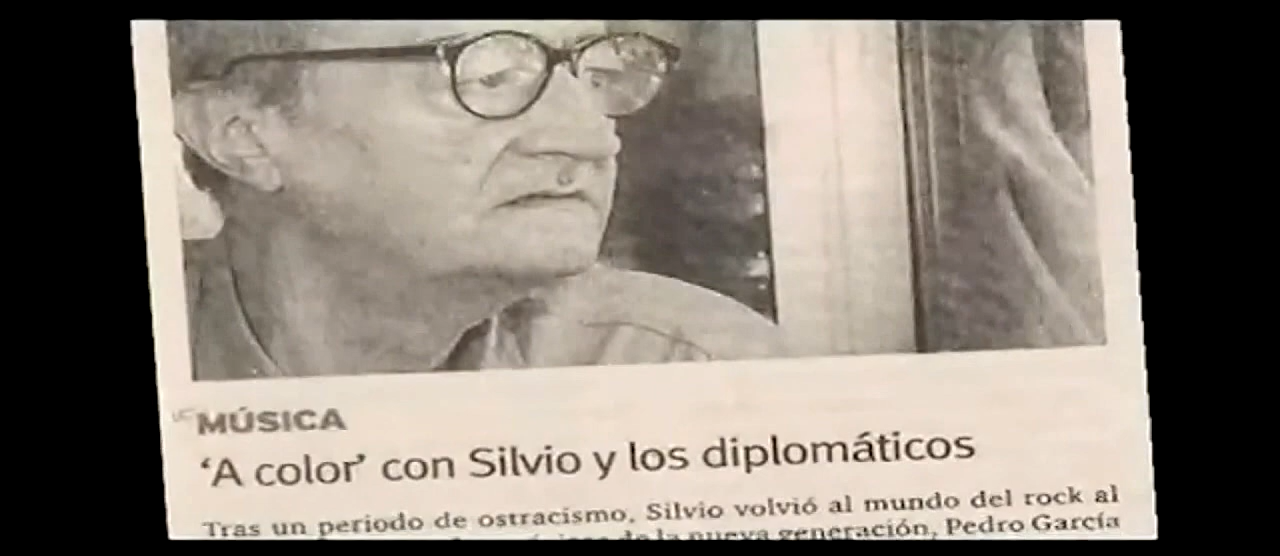 MÚSICA
‘A color’ con Silvio y los diplomáticos
Tras un periodo de ostracismo, Silvio volvió al mundo del rock al
de la nueva generación, Pedro García